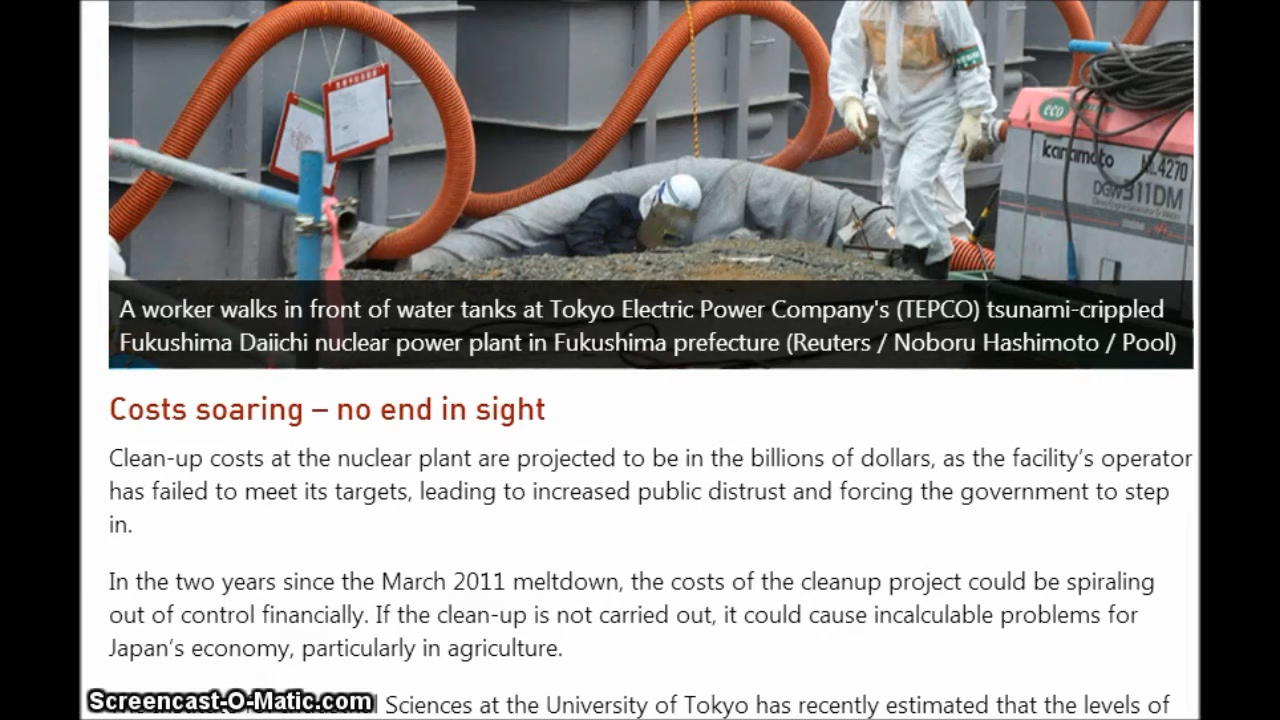 eco
kanamoto
No.4270
DGW311DM
A worker walks in front of water tanks at Tokyo Electric Power Company's (TEPCO) tsunami-crippled
Fukushima Daiichi nuclear power plant in Fukushima prefecture (Reuters / Noboru Hashimoto / Pool)
Costs soaring – no end in sight
Clean-up costs at the nuclear plant are projected to be in the billions of dollars, as the facility's operator
has failed to meet its targets, leading to increased public distrust and forcing the government to step
in.
In the two years since the March 2011 meltdown, the costs of the cleanup project could be spiraling
out of control financially. If the clean-up is not carried out, it could cause incalculable problems for
Japan's economy, particularly in agriculture.
Sciences at the University of Tokyo has recently estimated that the levels of
Screencast-O-Matic.com